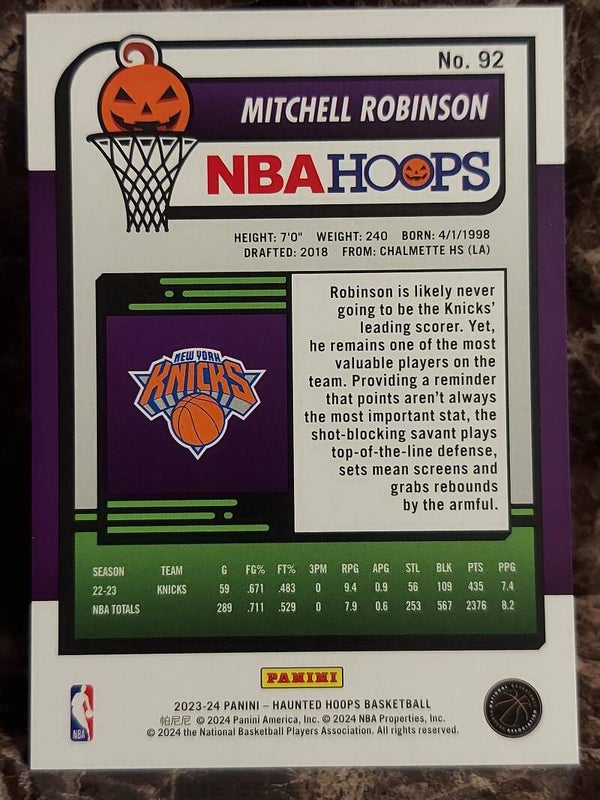 No. 92
MITCHELL ROBINSON
NBA HOOPS
HEIGHT: 7'0" WEIGHT: 240 BORN: 4/1/1998
DRAFTED: 2018 FROM: CHALMETTE HS (LA)
Robinson is likely never
going to be the Knicks'
leading scorer. Yet,
he remains one of the most
valuable players on the
team. Providing a reminder
that points aren't always
the most important stat, the
shot-blocking savant plays
top-of-the-line defense,
sets mean screens and
grabs rebounds
by the armful.
NEW YORK
KNICKS
SEASON TEAM G FG% FT% 3PM RPG APG STL BLK PTS PPG
22-23 KNICKS 59 .671 .483 0 9.4 0.9 56 109 435 7.4
NBA TOTALS 289 .711 .529 0 7.9 0.6 253 567 2376 8.2
PANINI
2023-24 PANINI – HAUNTED HOOPS BASKETBALL
帕尼尼 © 2024 Panini America, Inc. © 2024 NBA Properties, Inc.
© 2024 the National Basketball Players Association. All rights reserved.
NBA